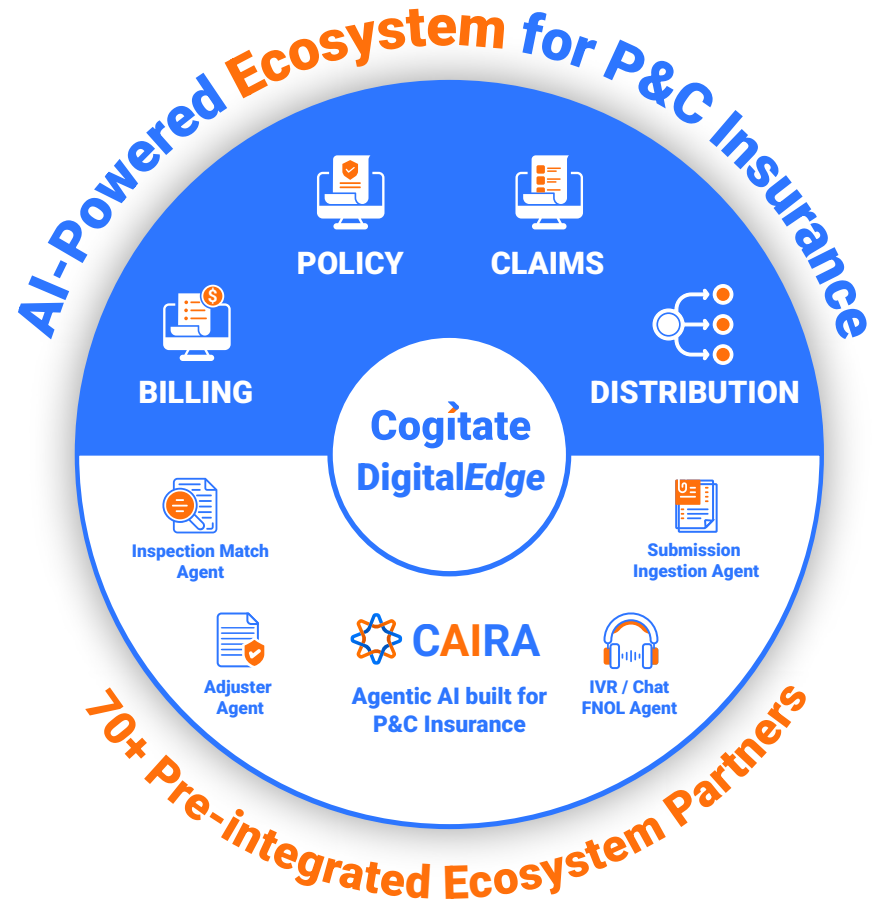 AI-Powered Ecosystem for P&C Insurance
POLICY
CLAIMS
$
BILLING
DISTRIBUTION
Cogitate
DigitalEdge
Inspection Match
Agent
Submission
Ingestion Agent
Adjuster
Agent
CAIRA
Agentic AI built for
P&C Insurance
IVR / Chat
FNOL Agent
70+ Pre-integrated Ecosystem Partners